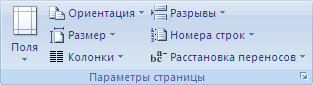 Поля
Ориентация
Размер
Колонки
Разрывы
Номера строк
Расстановка переносов
Параметры страницы